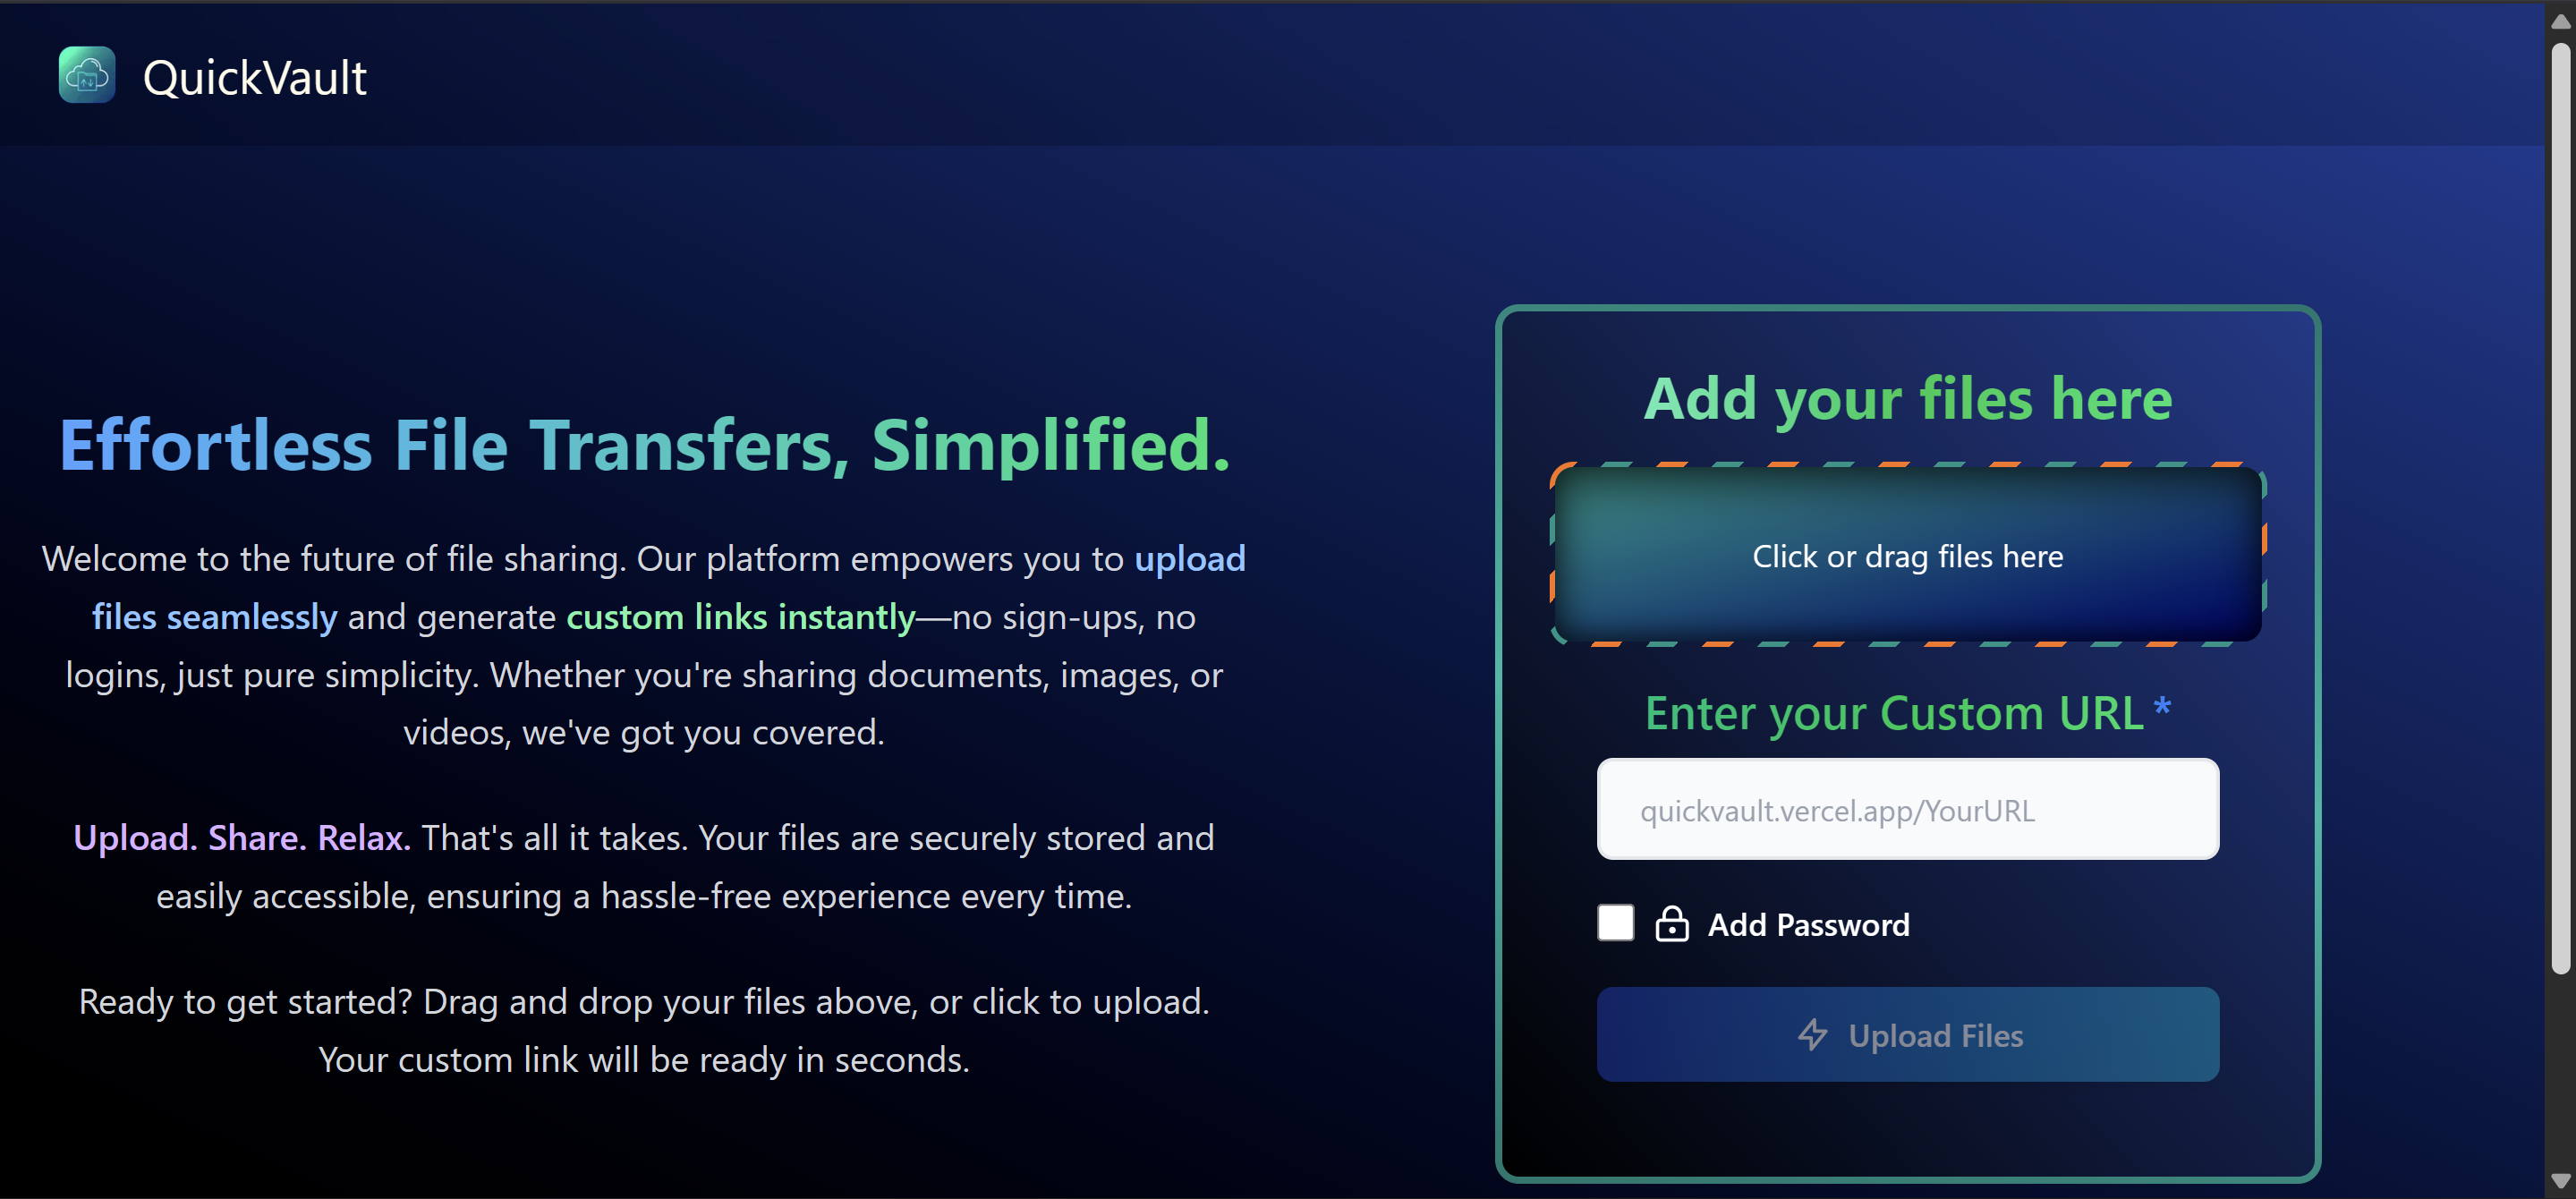 QuickVault
Effortless File Transfers, Simplified.
Welcome to the future of file sharing. Our platform empowers you to upload
files seamlessly and generate custom links instantly—no sign-ups, no
logins, just pure simplicity. Whether you're sharing documents, images, or
videos, we've got you covered.
Upload. Share. Relax. That's all it takes. Your files are securely stored and
easily accessible, ensuring a hassle-free experience every time.
Ready to get started? Drag and drop your files above, or click to upload.
Your custom link will be ready in seconds.
Add your files here
Click or drag files here
Enter your Custom URL *
quickvault.vercel.app/YourURL
Add Password
Upload Files